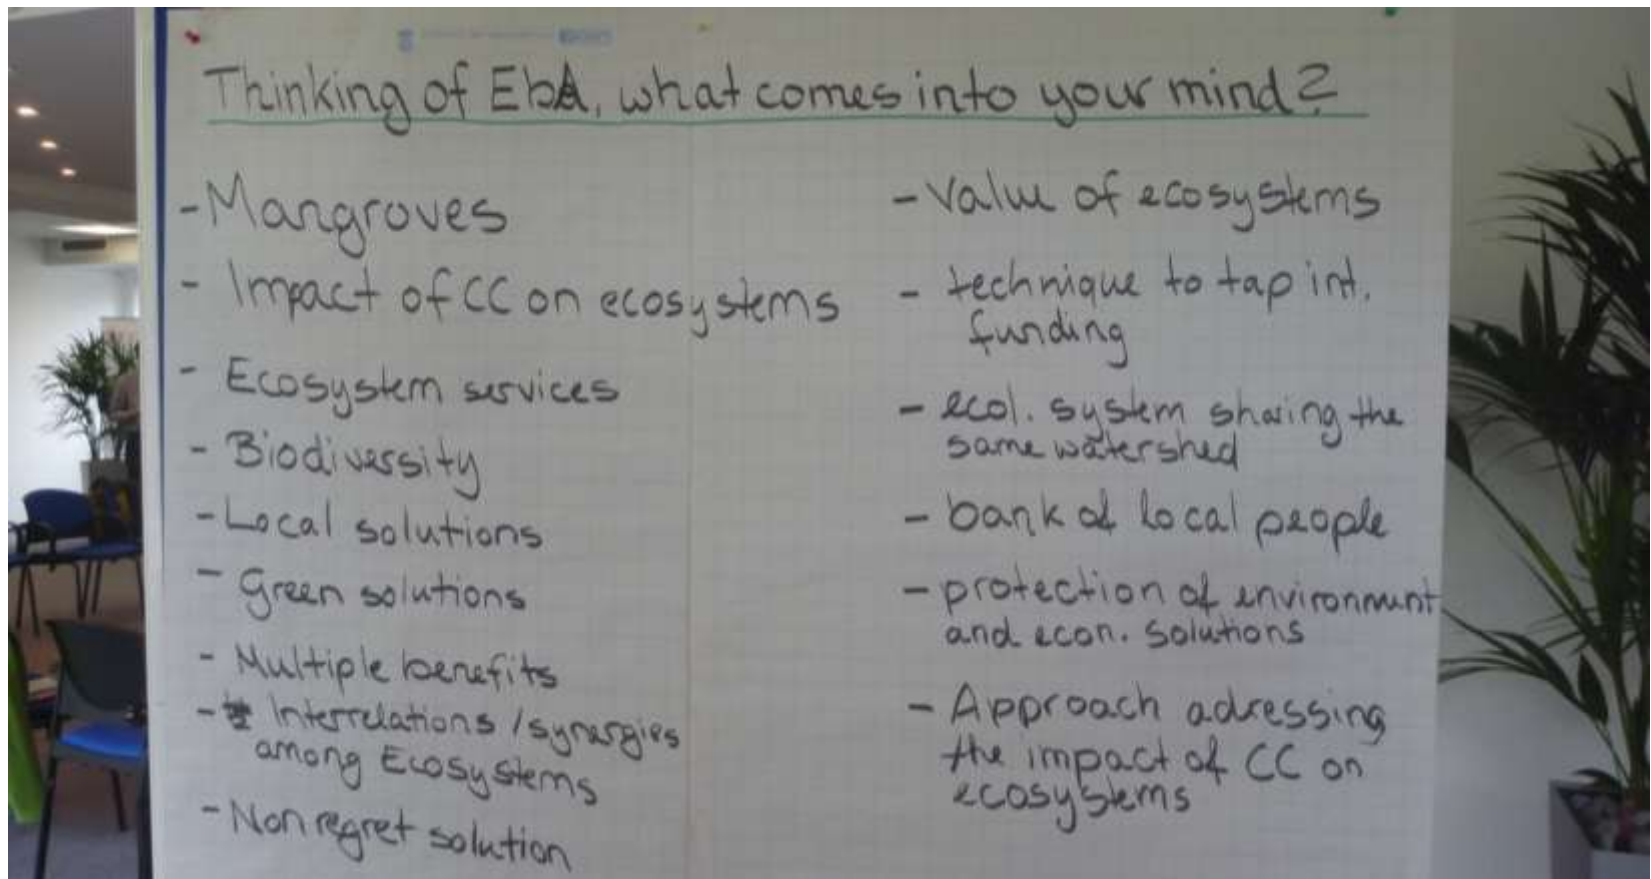 Thinking of EbA, what comes into your mind?
- Mangroves
- Impact of CC on ecosystems
- Ecosystem services
- Biodiversity
- Local solutions
- Green solutions
- Multiple benefits
- Interrelations / synergies
among Ecosystems
- Non regret solution
- Value of ecosystems
- technique to tap int.
funding
- ecol. system sharing the
same watershed
- bank of local people
- protection of environment
and econ. solutions
- Approach adressing
the impact of CC on
ecosystems